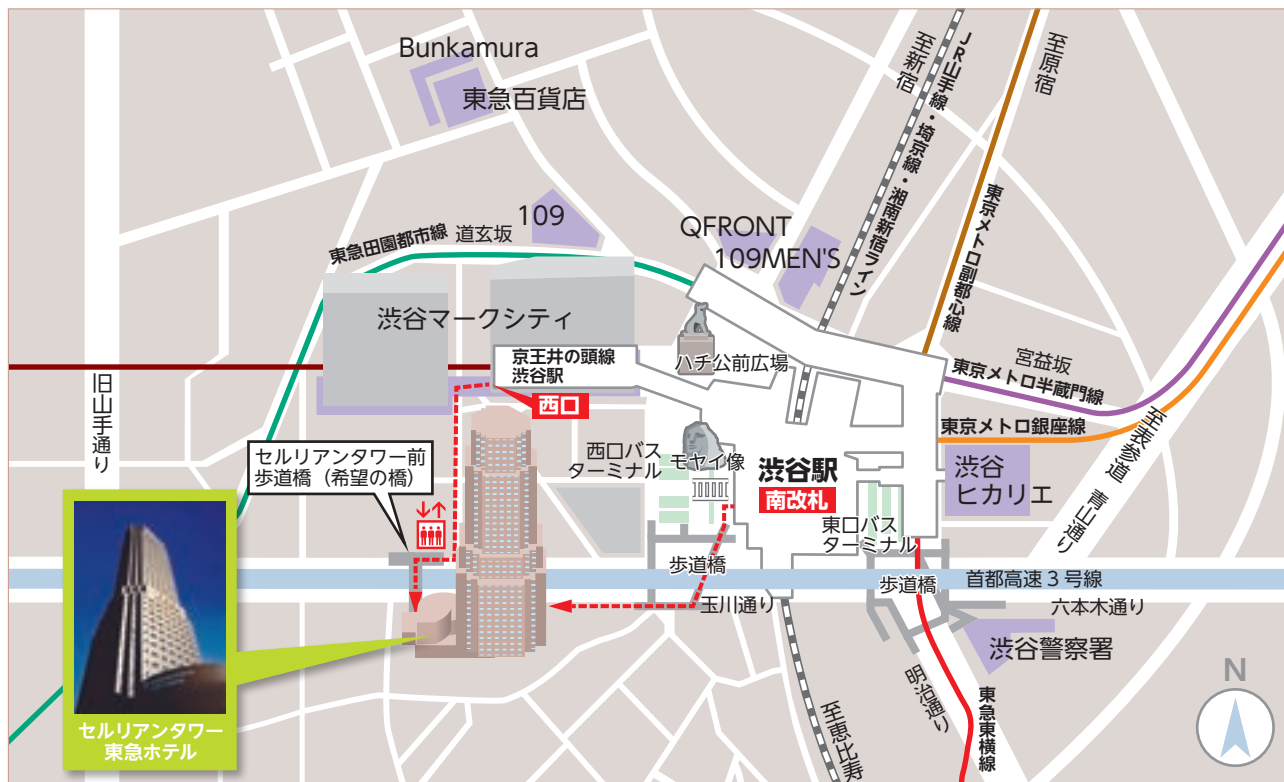 Bunkamura
東急百貨店
至新宿
JR山手線・埼京線・湘南新宿ライン
至原宿
109
QFRONT
109MEN'S
東急田園都市線
道玄坂
東京メトロ副都心線
渋谷マークシティ
ハチ公前広場
宮益坂
京王井の頭線
渋谷駅
東京メトロ半蔵門線
旧山手通り
西口
東京メトロ銀座線
至表参道
セルリアンタワー前
歩道橋（希望の橋）
西口バス
ターミナル
モヤイ像
渋谷駅
南改札
渋谷
ヒカリエ
青山通り
東口バス
ターミナル
歩道橋
歩道橋
首都高速3号線
玉川通り
六本木通り
渋谷警察署
明治通り
至恵比寿
東急東横線
N
セルリアンタワー
東急ホテル